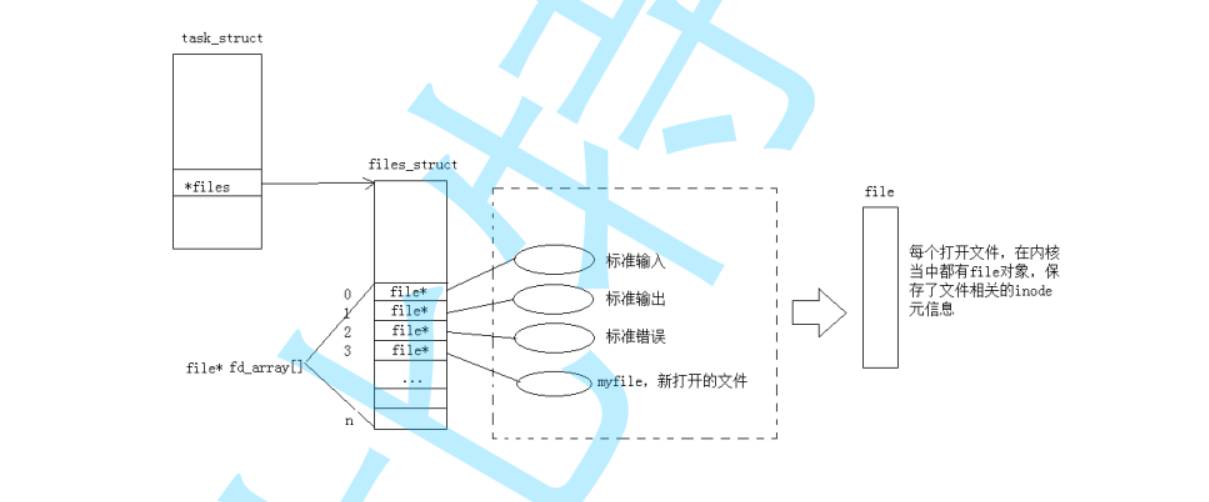 task_struct
*files
files_struct
file
标准输入
每个打开文件，在内核
当中都有file对象，保
存了文件相关的inode
元信息
0
file*
标准输出
1
file*
2
file*
标准错误
3
file*
file* fd_array[]
...
myfile，新打开的文件
n